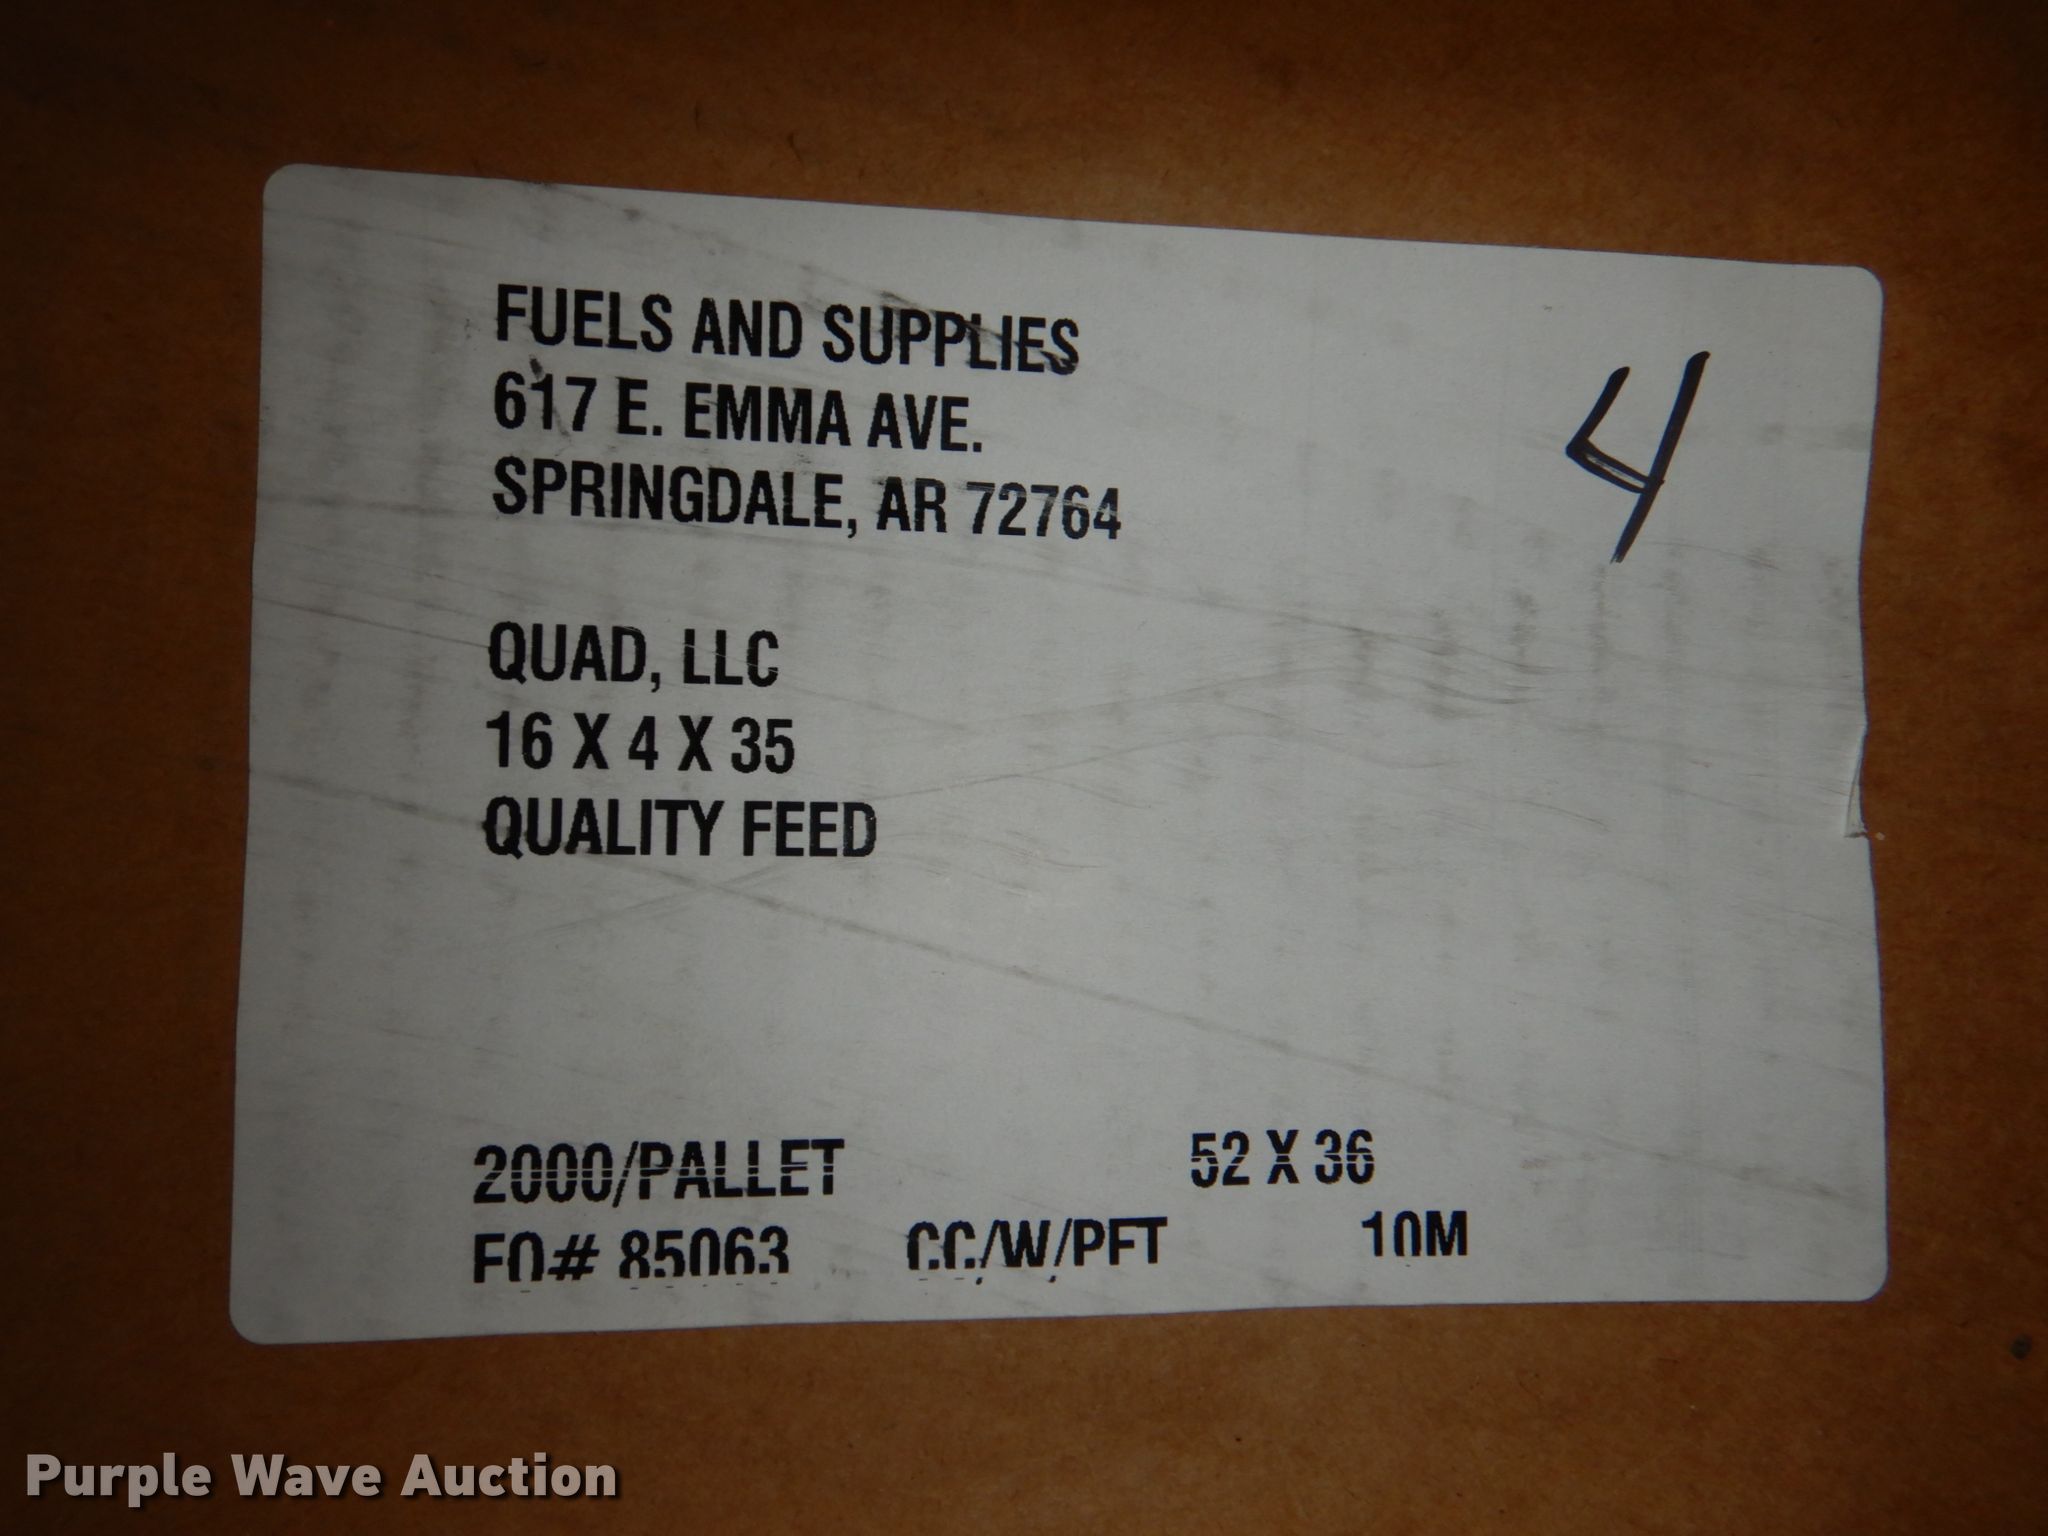 FUELS AND SUPPLIES
617 E. EMMA AVE.
SPRINGDALE, AR 72764
4
QUAD, LLC
16 X 4 X 35
QUALITY FEED
2000/PALLET 52 X 36
FO# 85063 CC/W/PFT 10M
Purple Wave Auction